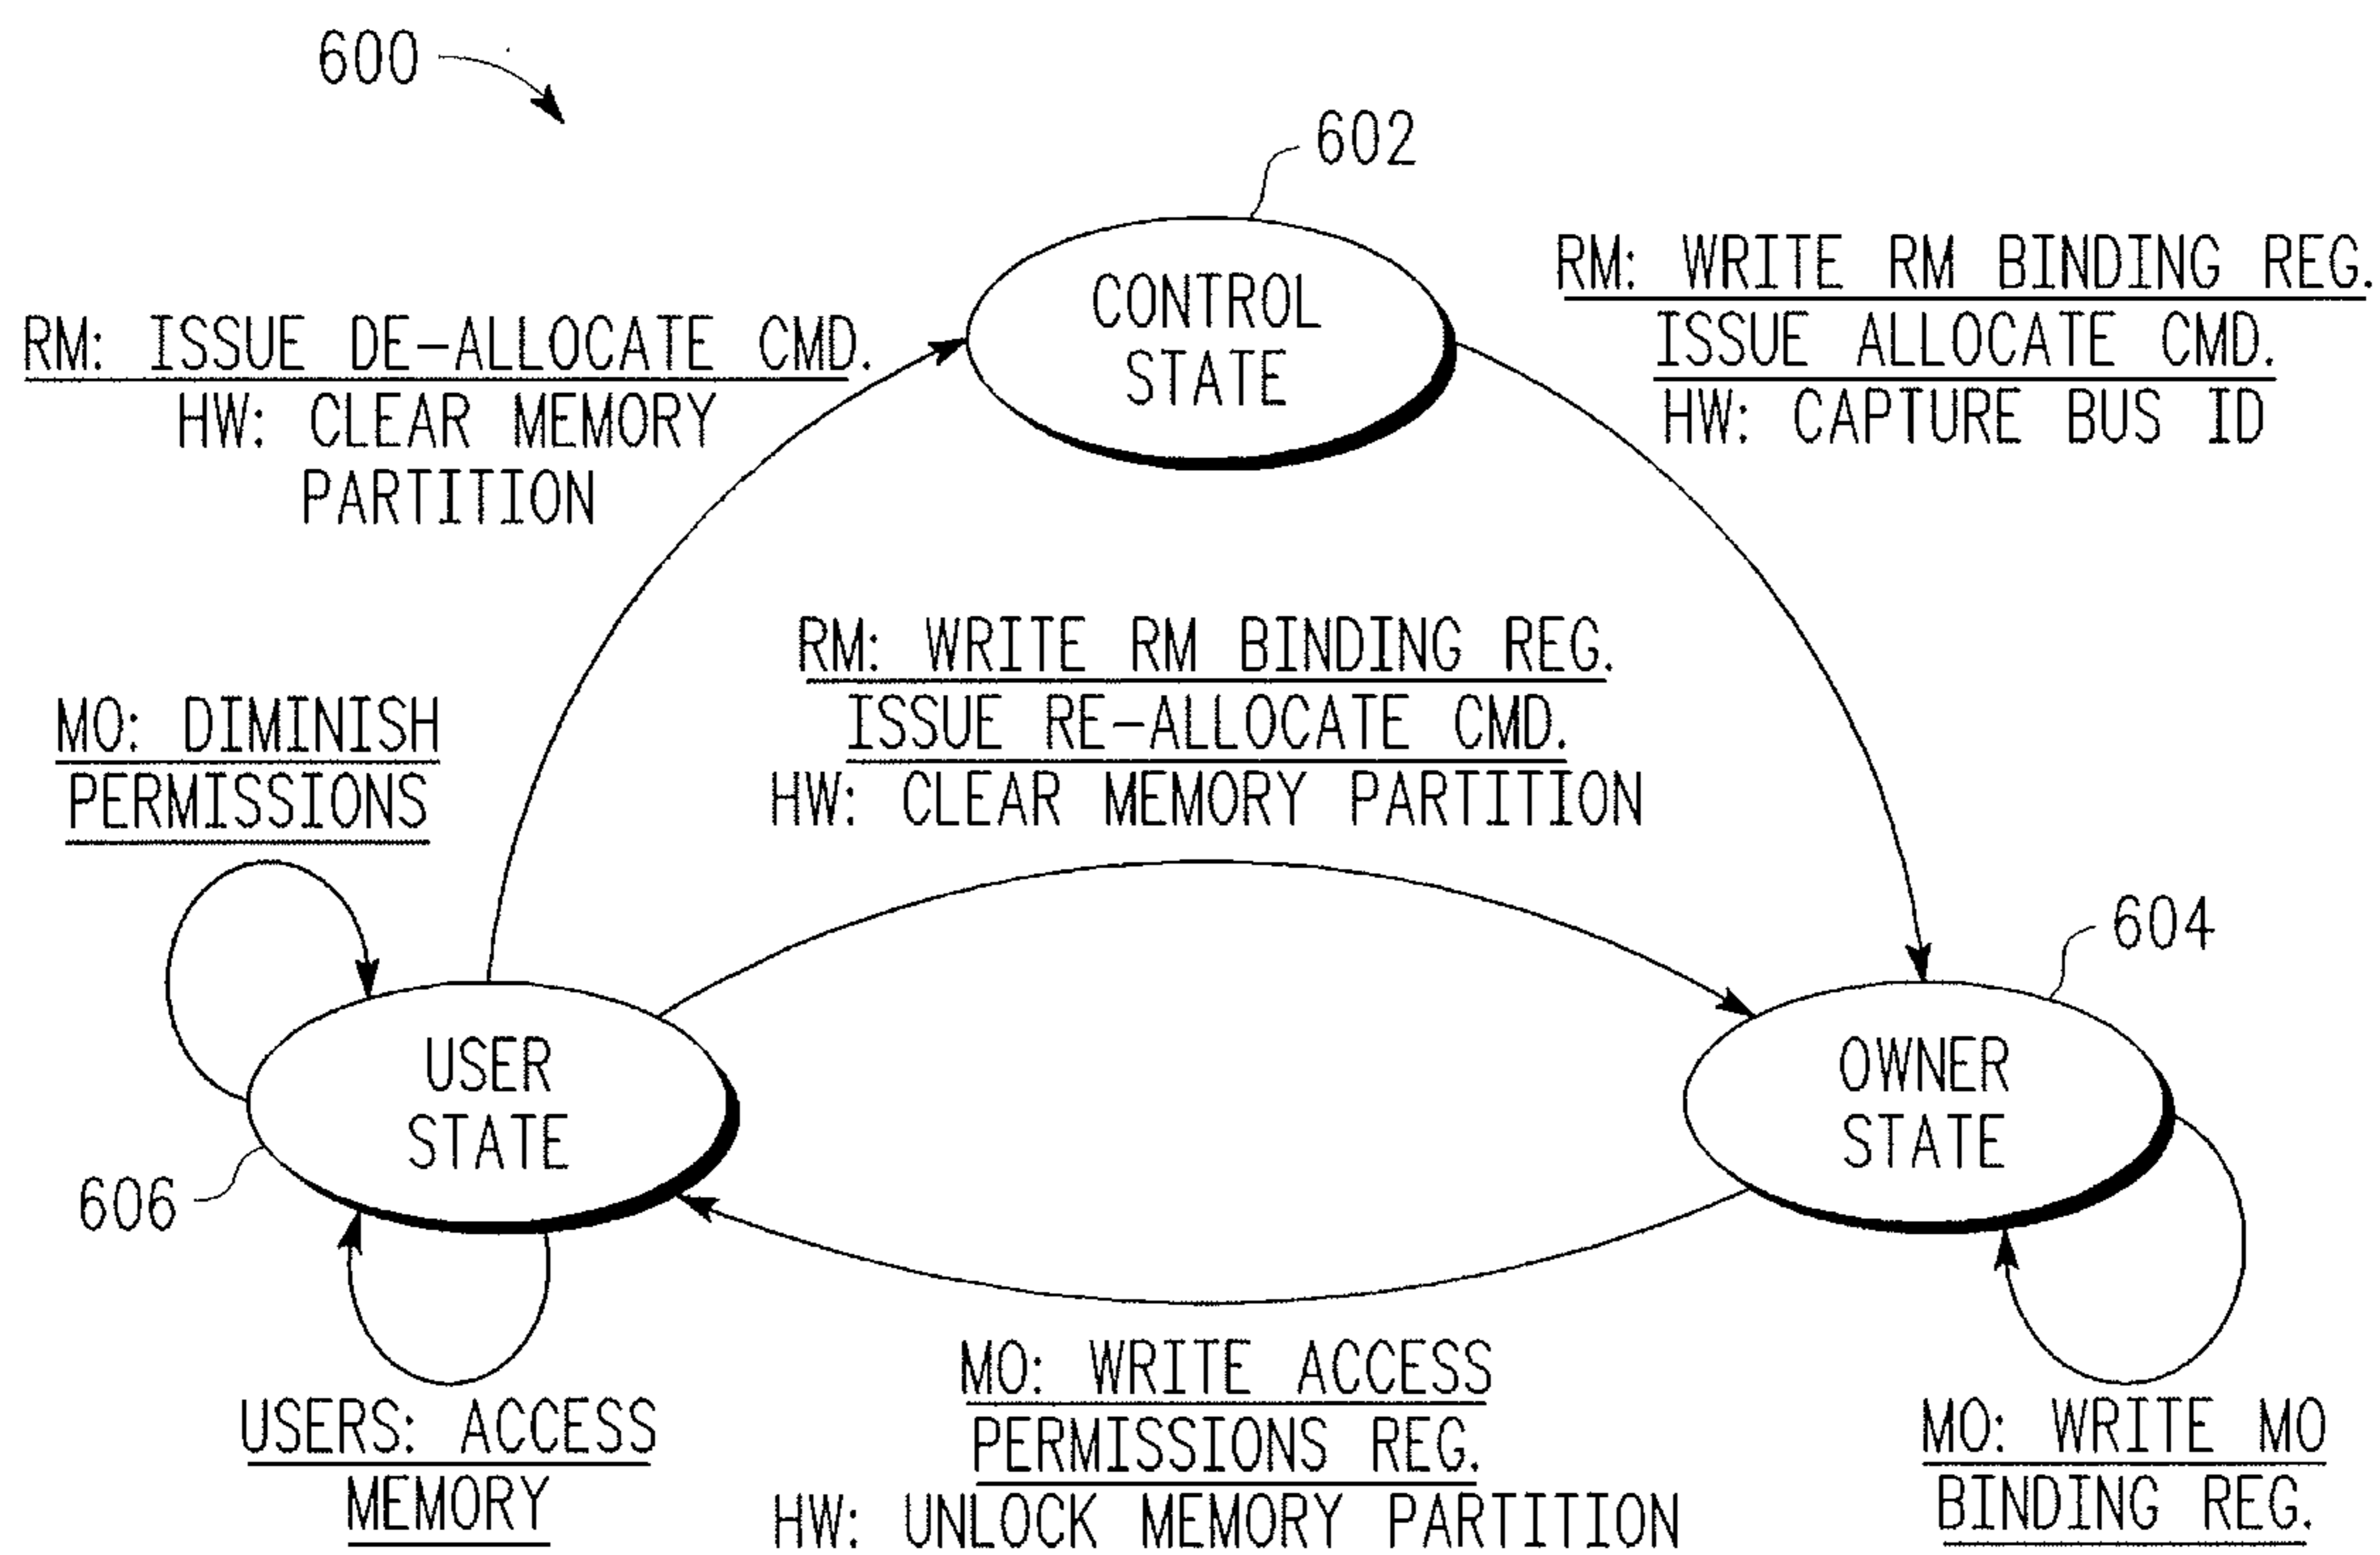 600
602
CONTROL
STATE
RM: WRITE RM BINDING REG.
ISSUE ALLOCATE CMD.
HW: CAPTURE BUS ID
RM: ISSUE DE-ALLOCATE CMD.
HW: CLEAR MEMORY
PARTITION
RM: WRITE RM BINDING REG.
ISSUE RE-ALLOCATE CMD.
HW: CLEAR MEMORY PARTITION
MO: DIMINISH
PERMISSIONS
604
USER
STATE
OWNER
STATE
606
USERS: ACCESS
MEMORY
MO: WRITE ACCESS
PERMISSIONS REG.
HW: UNLOCK MEMORY PARTITION
MO: WRITE MO
BINDING REG.